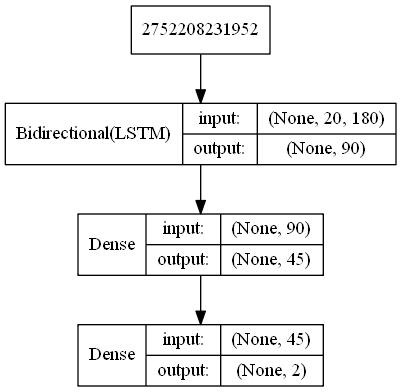 2752208231952
Bidirectional(LSTM)
input: (None, 20, 180)
output: (None, 90)
Dense
input: (None, 90)
output: (None, 45)
Dense
input: (None, 45)
output: (None, 2)